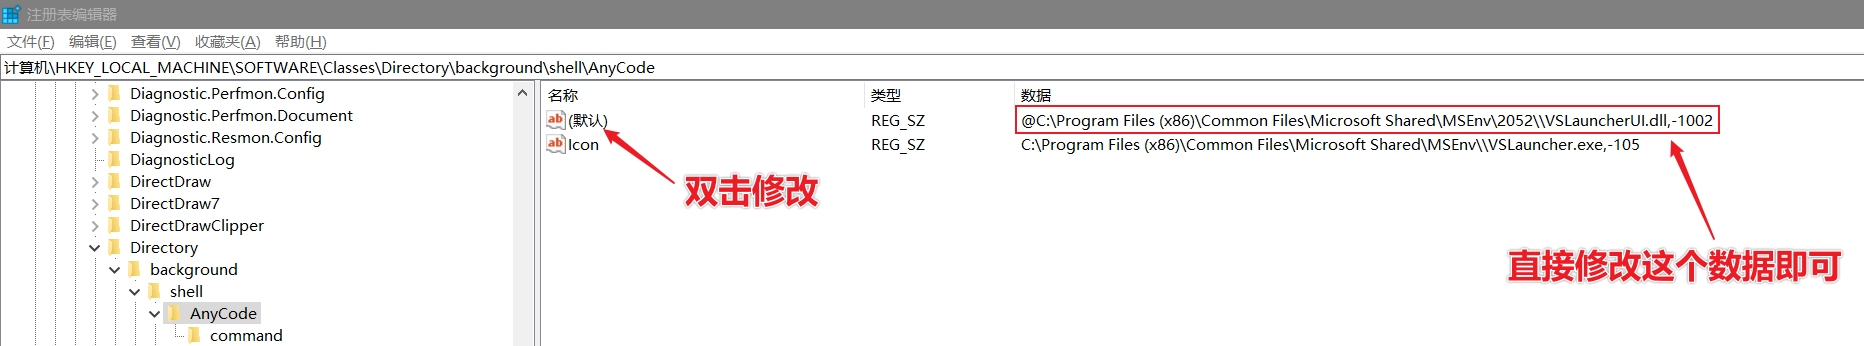 注册表编辑器
文件(F) 编辑(E) 查看(V) 收藏夹(A) 帮助(H)
计算机\HKEY_LOCAL_MACHINE\SOFTWARE\Classes\Directory\background\shell\AnyCode
Diagnostic.Perfmon.Config
Diagnostic.Perfmon.Document
Diagnostic.Resmon.Config
DiagnosticLog
DirectDraw
DirectDraw7
DirectDrawClipper
Directory
background
shell
AnyCode
command
名称 类型 数据
ab (默认) REG_SZ @C:\Program Files (x86)\Common Files\Microsoft Shared\MSEnv\2052\\VSLauncherUI.dll,-1002
ab Icon REG_SZ C:\Program Files (x86)\Common Files\Microsoft Shared\MSEnv\\VSLauncher.exe,-105
双击修改
直接修改这个数据即可